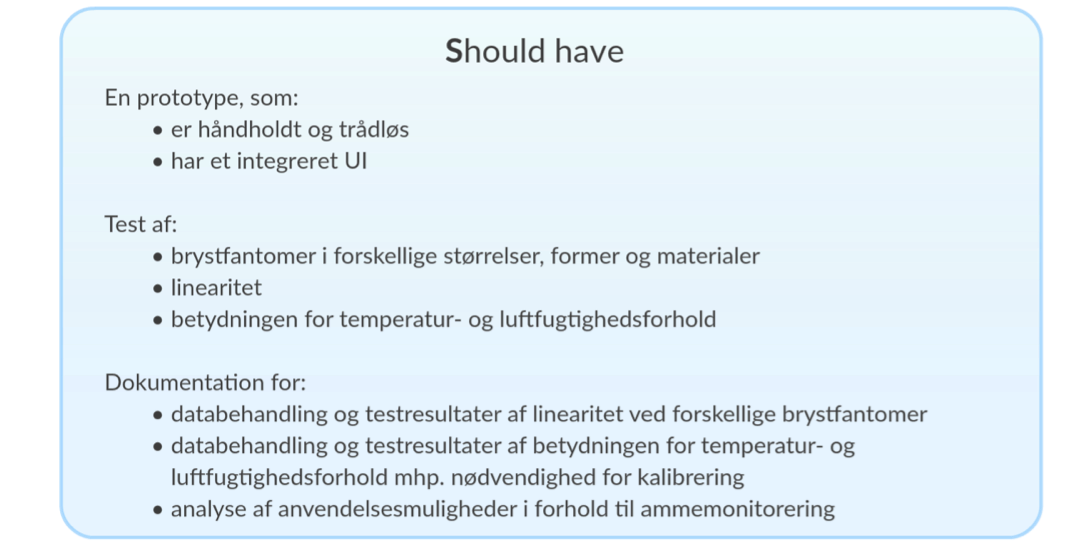 Should have
En prototype, som:
• er håndholdt og trådløs
• har et integreret UI
Test af:
• brystfantomer i forskellige størrelser, former og materialer
• linearitet
• betydningen for temperatur- og luftfugtighedsforhold
Dokumentation for:
• databehandling og testresultater af linearitet ved forskellige brystfantomer
• databehandling og testresultater af betydningen for temperatur- og
luftfugtighedsforhold mhp. nødvendighed for kalibrering
• analyse af anvendelsesmuligheder i forhold til ammemonitorering